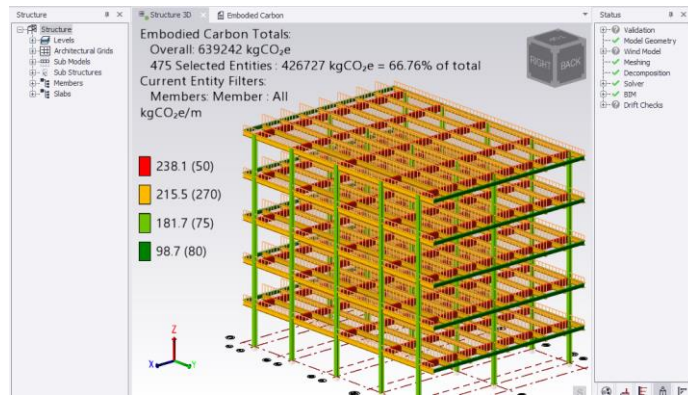 Structure
Structure
Levels
Architectural Grids
Sub Models
Sub Structures
Members
Slabs
Structure 3D
Embodied Carbon
Embodied Carbon Totals:
Overall: 639242 kgCO₂e
475 Selected Entities : 426727 kgCO₂e = 66.76% of total
Current Entity Filters:
Members: Member : All
kgCO₂e/m
238.1 (50)
215.5 (270)
181.7 (75)
98.7 (80)
RIGHT
BACK
Z
X
Y
Status
Validation
Model Geometry
Wind Model
Meshing
Decomposition
Solver
BIM
Drift Checks